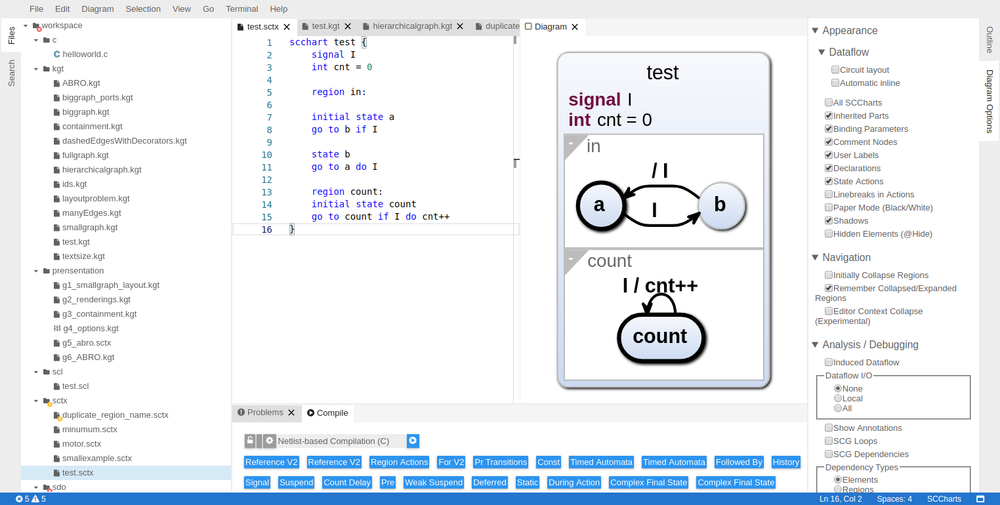 File Edit Diagram Selection View Go Terminal Help
Files
Search
workspace
c
helloworld.c
kgt
ABRO.kgt
biggraph_ports.kgt
biggraph.kgt
containment.kgt
dashedEdgesWithDecorators.kgt
fullgraph.kgt
hierarchicalgraph.kgt
ids.kgt
layoutproblem.kgt
manyEdges.kgt
smallgraph.kgt
test.kgt
textsize.kgt
prensentation
g1_smallgraph_layout.kgt
g2_renderings.kgt
g3_containment.kgt
g4_options.kgt
g5_abro.sctx
g6_ABRO.kgt
scl
test.scl
sctx
duplicate_region_name.sctx
minumum.sctx
motor.sctx
smallexample.sctx
test.sctx
sdo
test.sctx test.kgt hierarchicalgraph.kgt duplicate
1 scchart test {
2 signal I
3 int cnt = 0
4
5 region in:
6
7 initial state a
8 go to b if I
9
10 state b
11 go to a do I
12
13 region count:
14 initial state count
15 go to count if I do cnt++
16 }
Diagram
test
signal I
int cnt = 0
- in
/ I
a
b
I
- count
I / cnt++
count
Problems Compile
Netlist-based Compilation (C)
Reference V2 Reference V2 Region Actions For V2 Pr Transitions Const Timed Automata Timed Automata Followed By History
Signal Suspend Count Delay Pre Weak Suspend Deferred Static During Action Complex Final State Complex Final State
Appearance
Dataflow
Circuit layout
Automatic inline
All SCCharts
Inherited Parts
Binding Parameters
Comment Nodes
User Labels
Declarations
State Actions
Linebreaks in Actions
Paper Mode (Black/White)
Shadows
Hidden Elements (@Hide)
Navigation
Initially Collapse Regions
Remember Collapsed/Expanded
Regions
Editor Context Collapse
(Experimental)
Analysis / Debugging
Induced Dataflow
Dataflow I/O
None
Local
All
Show Annotations
SCG Loops
SCG Dependencies
Dependency Types
Elements
Regions
Outline
Diagram Options
5 5
Ln 16, Col 2 Spaces: 4 SCCharts